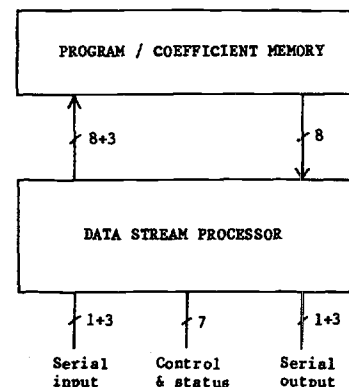 PROGRAM / COEFFICIENT MEMORY
8+3
8
DATA STREAM PROCESSOR
1+3
7
1+3
Serial
input
Control
& status
Serial
output